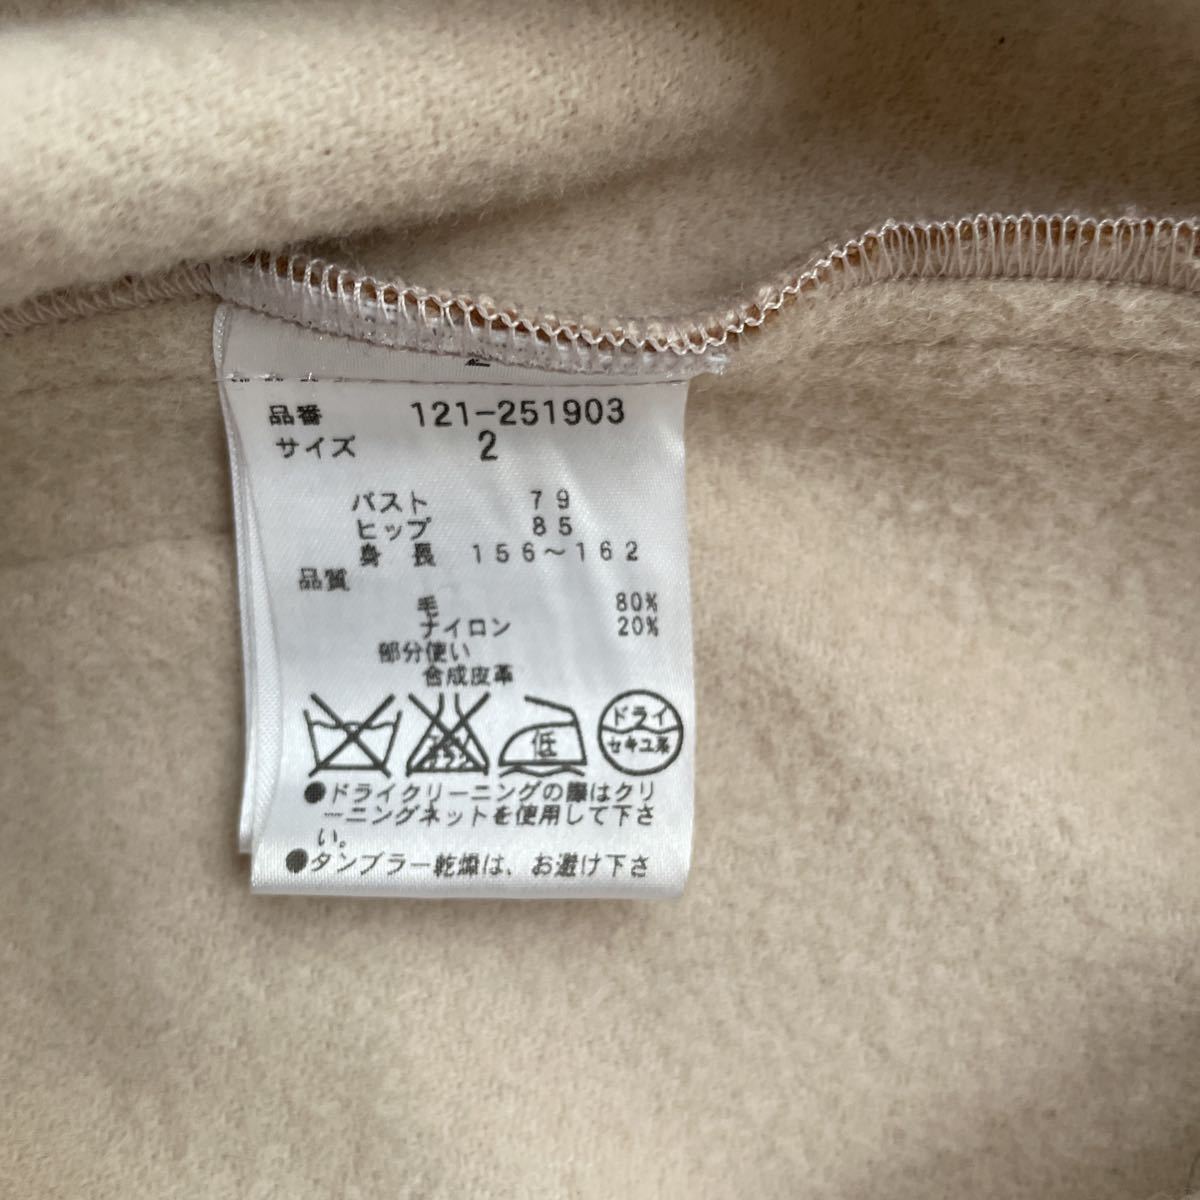 品番 121-251903
サイズ 2
バスト 79
ヒップ 85
身長 156～162
品質
毛 80%
ナイロン 20%
部分使い
合成皮革
低
ドライ
セキユ系
●ドライクリーニングの際はクリ
ーニングネットを使用して下さ
い。
●タンブラー乾燥は、お避け下さ